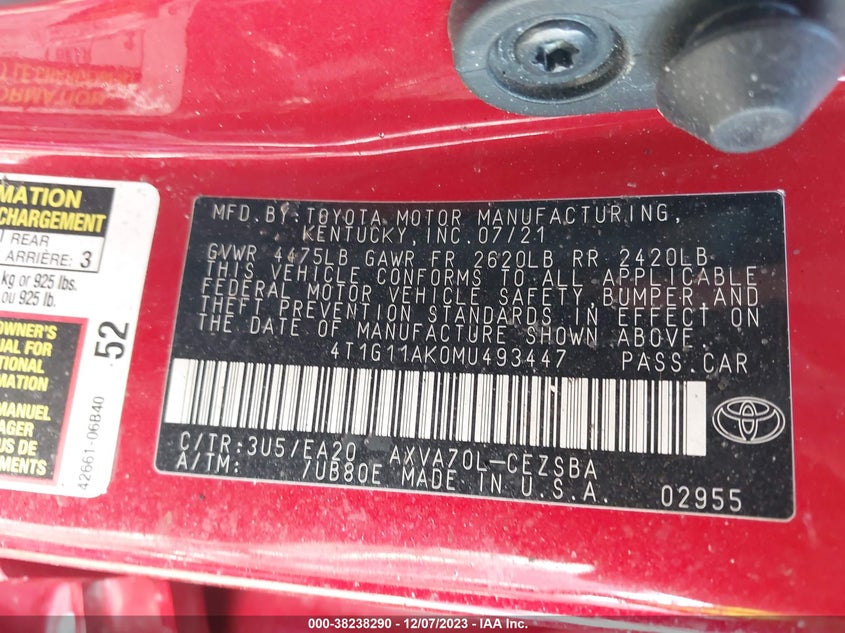 MATION
CHARGEMENT
REAR
ARRIÈRE: 3
kg or 925 lbs.
ou 925 lb.
OWNER'S
UAL FOR
TIONAL
RMATION
MANUEL
AGER
US DE
EMENTS
52
42661-06B40
MFD. BY: TOYOTA MOTOR MANUFACTURING,
KENTUCKY, INC. 07/21
GVWR 4475LB GAWR FR 2620LB RR 2420LB
THIS VEHICLE CONFORMS TO ALL APPLICABLE
FEDERAL MOTOR VEHICLE SAFETY, BUMPER AND
THEFT PREVENTION STANDARDS IN EFFECT ON
THE DATE OF MANUFACTURE SHOWN ABOVE.
4T1G11AK0MU493447 PASS.CAR
C/TR:3U5/EA20 AXVA70L-CEZSBA
A/TM: /UB80E MADE IN U.S.A.
02955
000-38238290 - 12/07/2023 - IAA Inc.